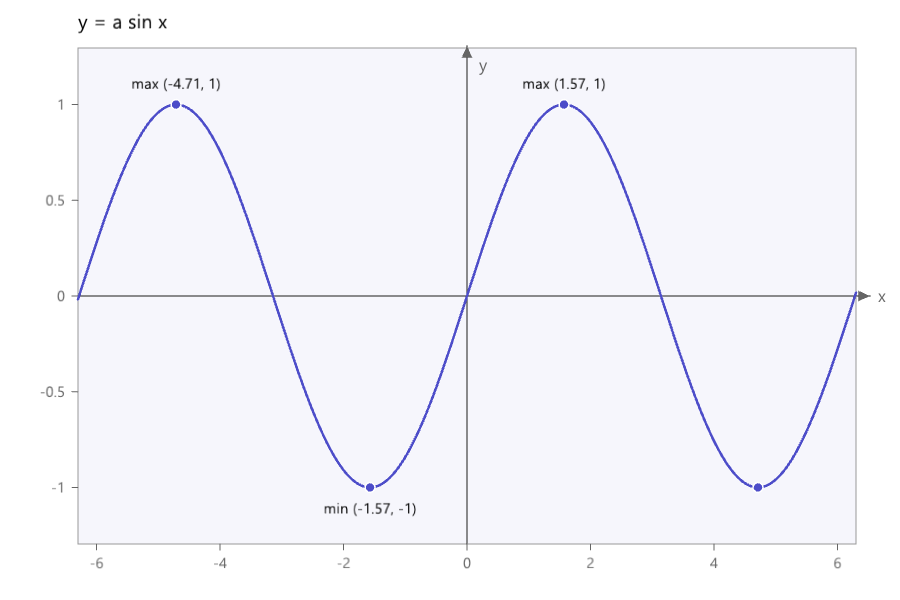 y = a sin x
y
max (-4.71, 1)
max (1.57, 1)
1
0.5
0
x
-0.5
-1
min (-1.57, -1)
-6
-4
-2
0
2
4
6